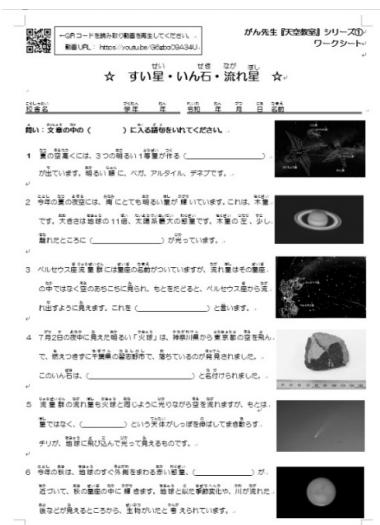 ←QRコードを読み取り動画を再生してください。
動画URL: https://youtu.be/
がん先生『天空教室』シリーズ①
ワークシート
☆ すい星・いん石・流れ星 ☆
学年 年 令和 年 月 日 名前
問い:文章の中の( )に入る語句をいれてください。
1 夏の空高くには、3つの明るい1等星が作る( )
が出ています。明るい順に、ベガ、アルタイル、デネブです。
2 今年の夏の夜空には、南にとても明るい星が輝いています。これは、木星
です。大きさは地球の11倍、太陽系最大の惑星です。木星の左、少し
離れたところに( )が光っています。
3 ペルセウス座流星群には星座の名前がついていますが、流れ星はその星座
の中ではなく空のあちこちに見られ、もとをたどると、ペルセウス座から流
れ出すように見えます。これを( )と言います。
4 7月2日の夜中に見えた明るい「火球」は、神奈川県から東京都の空を飛ん
で、燃えつきずに千葉県の習志野市で、落ちているのが発見されました。
このいん石は、( )と名付けられました。
5 流星群の流れ星も火球と同じように光りながら空を流れますが、もとは
星ではなく、( )という天体がしっぽを伸ばしてまき散らす
チリが、地球に飛び込んで光って見えるものです。
6 今年の秋は、地球のすぐ外側をまわる赤い惑星、( )が
近づいて、秋の星座の中に輝きます。地球と似た季節変化や、川が流れた
後などが見えるところから、生物がいたと考えられています。